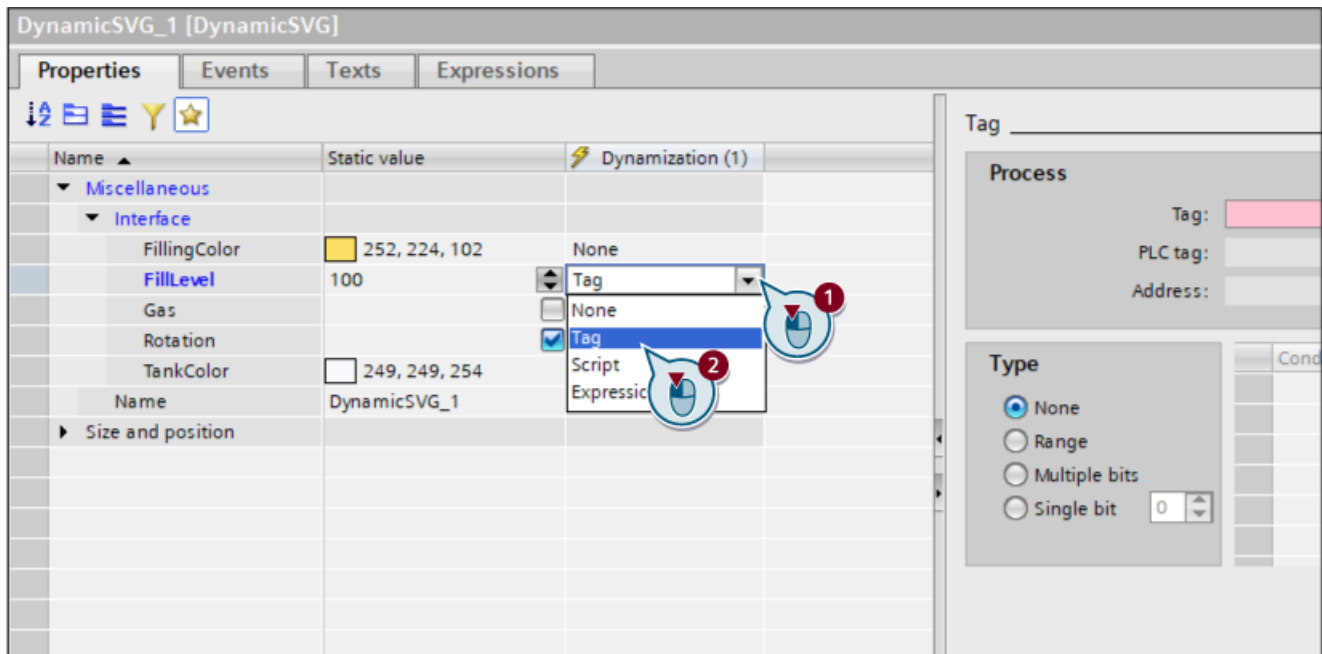 DynamicSVG_1 [DynamicSVG]
Properties Events Texts Expressions
Name Static value Dynamization (1)
Miscellaneous
Interface
FillingColor 252, 224, 102 None
FillLevel 100 Tag
Gas None
Rotation Tag
Script 2
TankColor 249, 249, 254
Expressic
Name DynamicSVG_1
Size and position
1
Tag
Process
Tag:
PLC tag:
Address:
Type Cond
None
Range
Multiple bits
Single bit 0